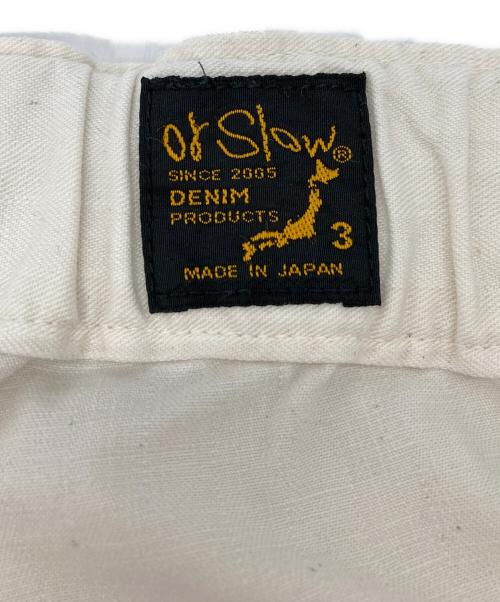 or Slow®
SINCE 2005
DENIM
PRODUCTS
3
MADE IN JAPAN